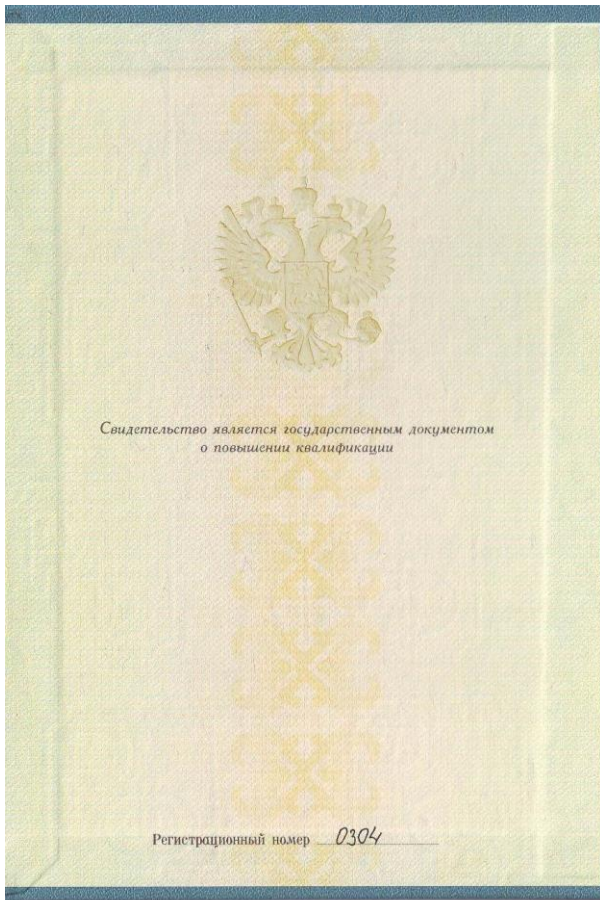 Свидетельство является государственным документом
о повышении квалификации
Регистрационный номер 0304